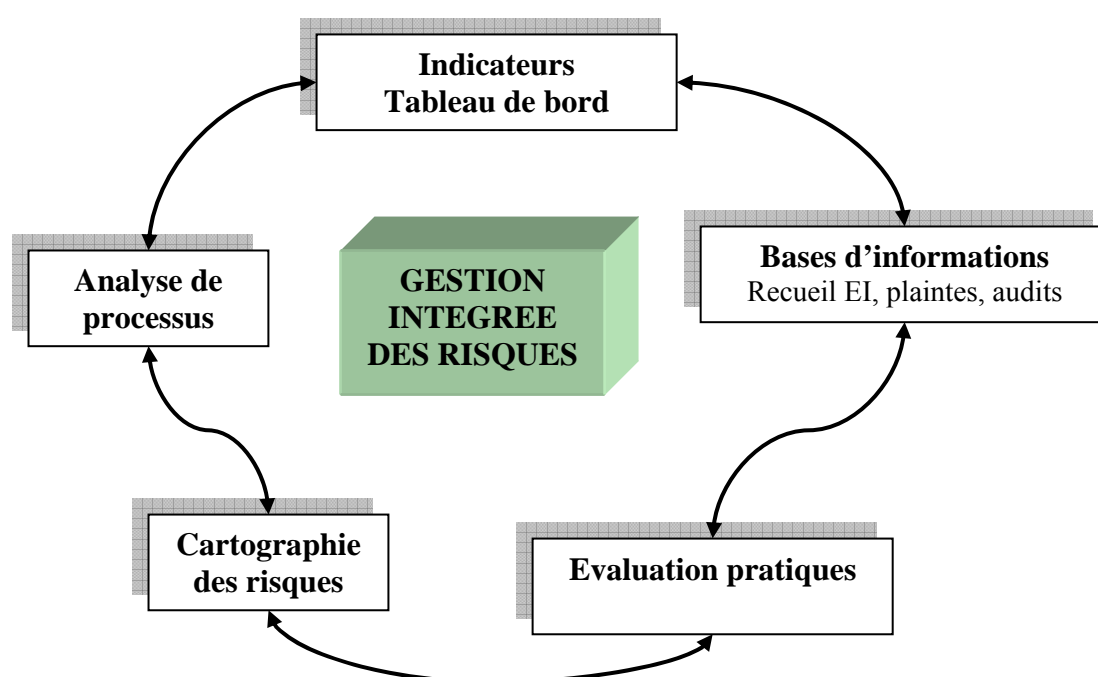 Indicateurs
Tableau de bord
Analyse de
processus
GESTION
INTEGREE
DES RISQUES
Bases d’informations
Recueil EI, plaintes, audits
Cartographie
des risques
Evaluation pratiques